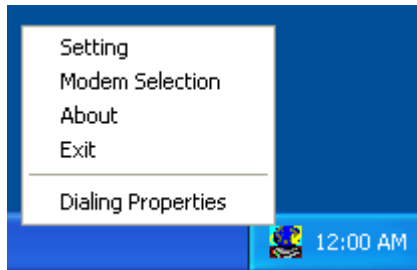 Setting
Modem Selection
About
Exit
Dialing Properties
12:00 AM